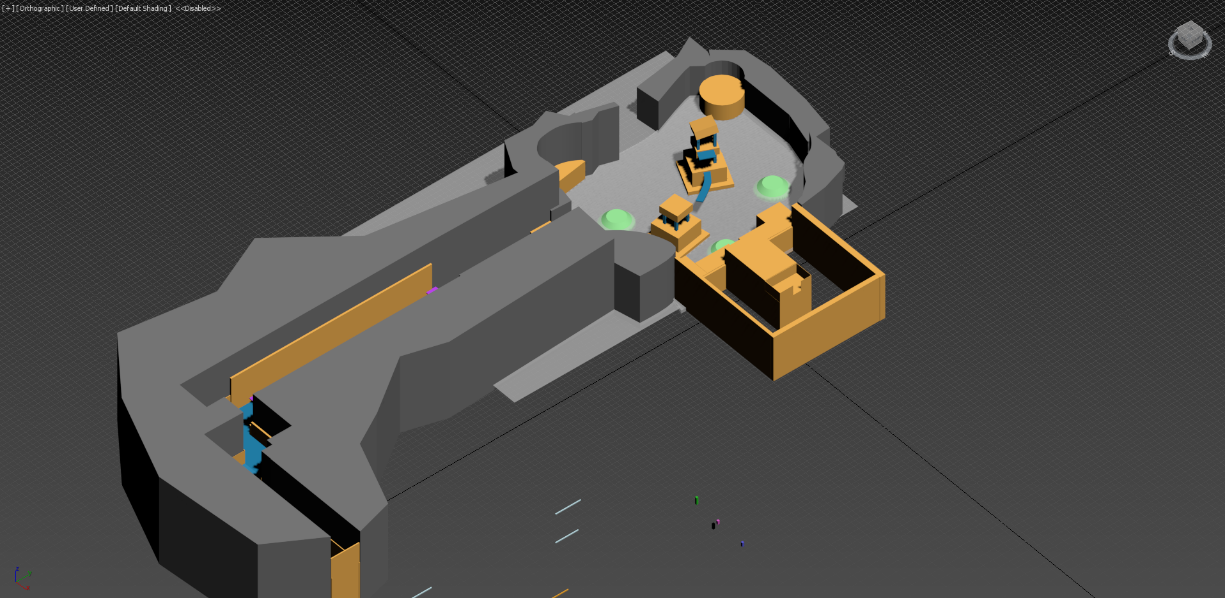 [+] [Orthographic] [User Defined] [Default Shading] <<Disabled>>